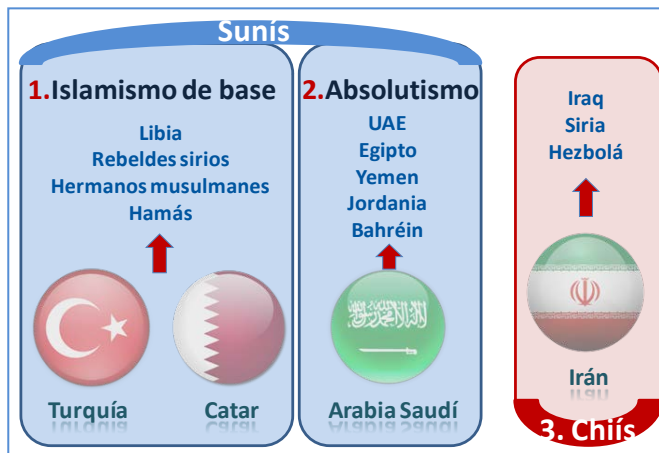 Sunís
1.Islamismo de base
Libia
Rebeldes sirios
Hermanos musulmanes
Hamás
Turquía
Catar
2.Absolutismo
UAE
Egipto
Yemen
Jordania
Bahréin
Arabia Saudí
Iraq
Siria
Hezbolá
Irán
3. Chiís